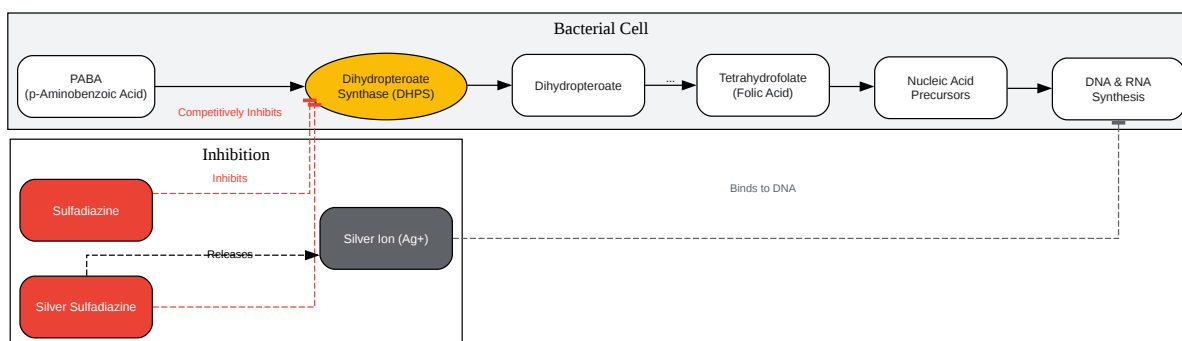 Bacterial Cell
PABA
(p-Aminobenzoic Acid)
Dihydropteroate
Synthase (DHPS)
Dihydropteroate
...
Tetrahydrofolate
(Folic Acid)
Nucleic Acid
Precursors
DNA & RNA
Synthesis
Competitively Inhibits
Inhibition
Inhibits
Sulfadiazine
Binds to DNA
Silver Ion (Ag+)
Releases
Silver Sulfadiazine